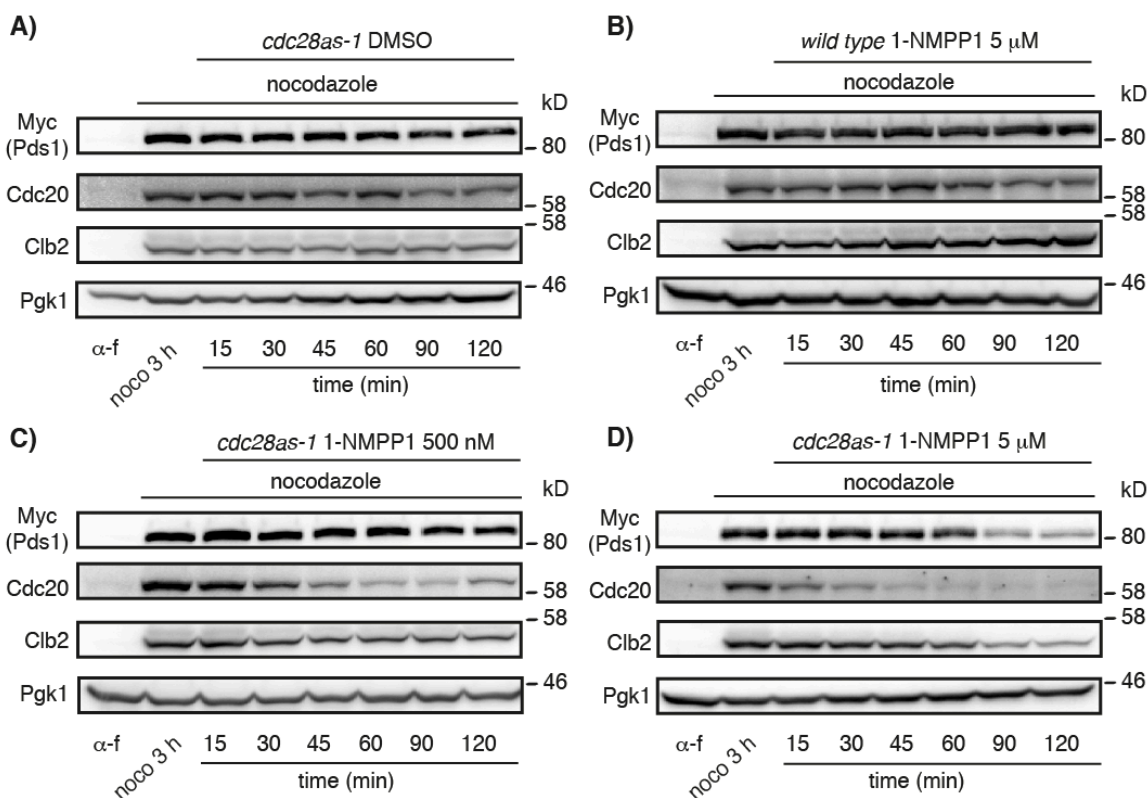 A)
cdc28as-1 DMSO
nocodazole
kD
Myc
(Pds1)
80
Cdc20
58
58
Clb2
46
Pgk1
α-f
noco 3 h
15 30 45 60 90 120
time (min)
B)
wild type 1-NMPP1 5 μM
nocodazole
kD
Myc
(Pds1)
80
Cdc20
58
58
Clb2
46
Pgk1
α-f
noco 3 h
15 30 45 60 90 120
time (min)
C)
cdc28as-1 1-NMPP1 500 nM
nocodazole
kD
Myc
(Pds1)
80
Cdc20
58
58
Clb2
46
Pgk1
α-f
noco 3 h
15 30 45 60 90 120
time (min)
D)
cdc28as-1 1-NMPP1 5 μM
nocodazole
kD
Myc
(Pds1)
80
Cdc20
58
58
Clb2
46
Pgk1
α-f
noco 3 h
15 30 45 60 90 120
time (min)